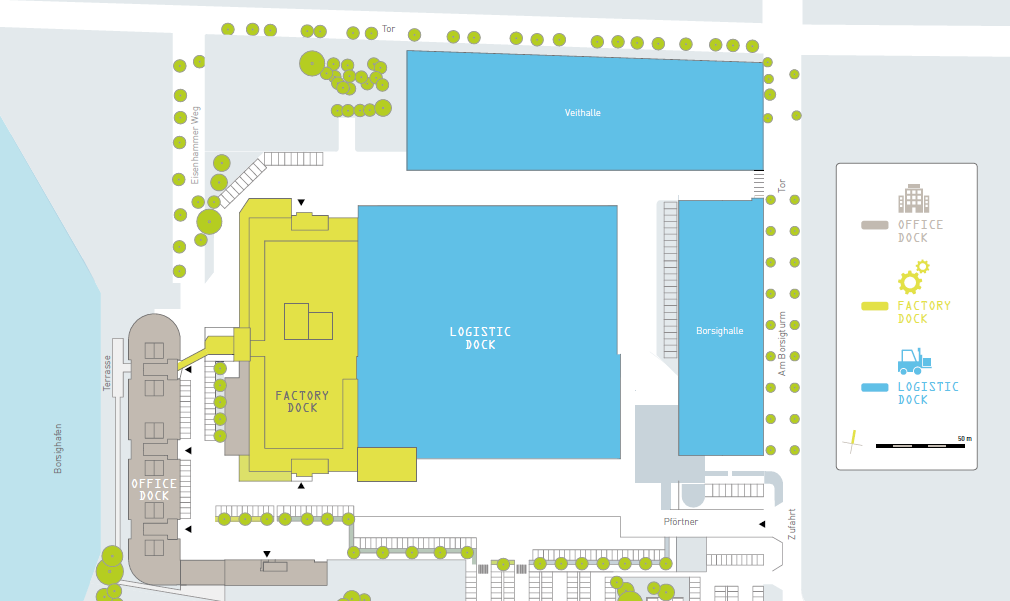 Tor
Veithalle
Eisenhammer Weg
Tor
OFFICE
DOCK
FACTORY
DOCK
LOGISTIC
DOCK
50 m
LOGISTIC
DOCK
Borsighalle
Am Borsigturm
Terrasse
FACTORY
DOCK
Borsighafen
OFFICE
DOCK
Pförtner
Zufahrt